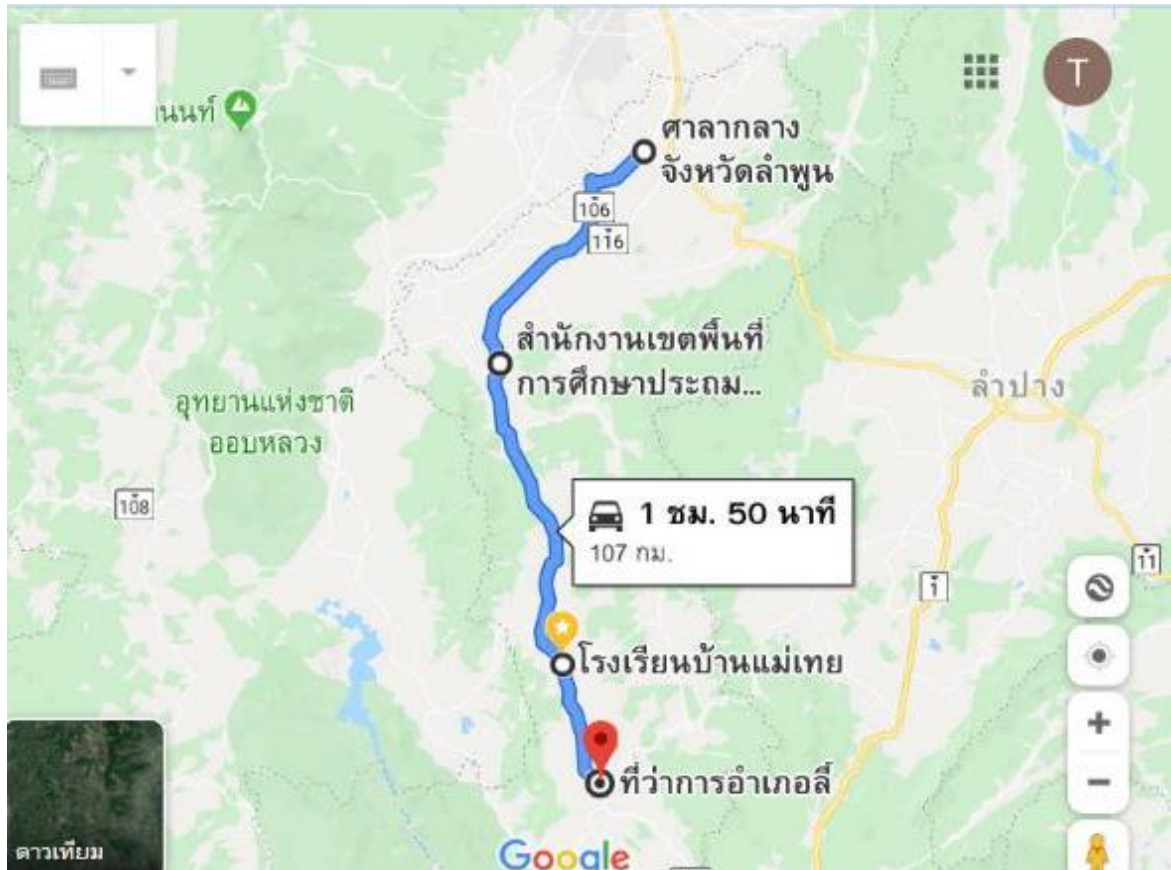 นนท์
T
ศาลากลาง
จังหวัดลำพูน
106
116
สำนักงานเขตพื้นที่
การศึกษาประถม...
ลำปาง
อุทยานแห่งชาติ
ออบหลวง
108
1 ชม. 50 นาที
107 กม.
11
1
โรงเรียนบ้านแม่เทย
ที่ว่าการอำเภอลี้
ดาวเทียม
Google